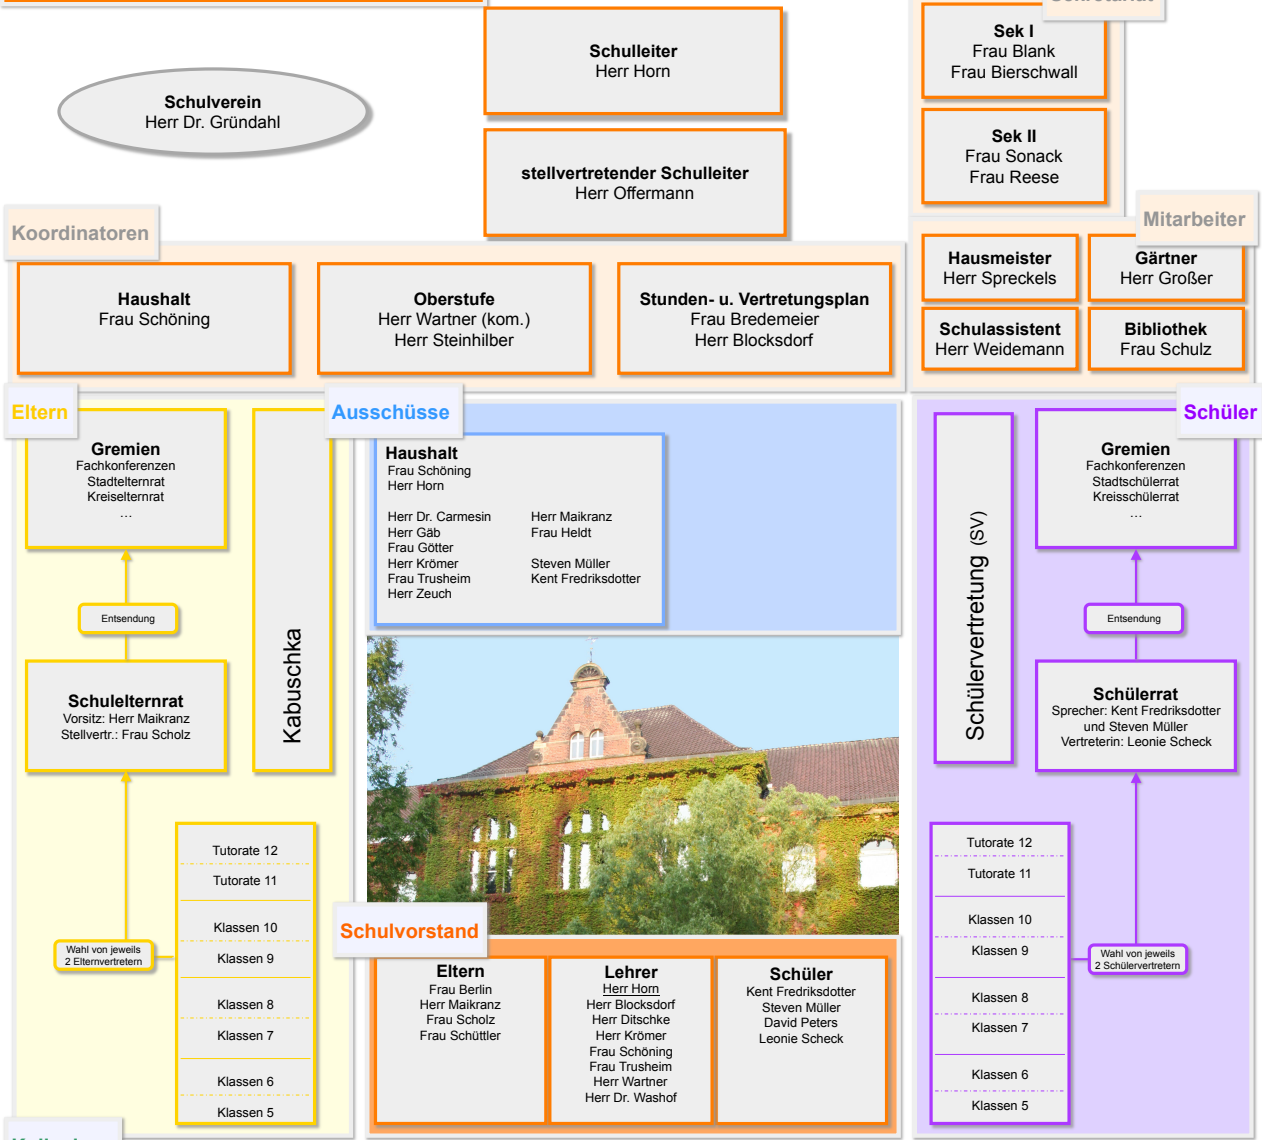 Schulleiter
Herr Horn
Schulverein
Herr Dr. Gründahl
stellvertretender Schulleiter
Herr Offermann
Sek I
Frau Blank
Frau Bierschwall
Sek II
Frau Sonack
Frau Reese
Koordinatoren
Haushalt
Frau Schöning
Oberstufe
Herr Wartner (kom.)
Herr Steinhilber
Stunden- u. Vertretungsplan
Frau Bredemeier
Herr Blocksdorf
Mitarbeiter
Hausmeister
Herr Spreckels
Gärtner
Herr Großer
Schulassistent
Herr Weidemann
Bibliothek
Frau Schulz
Eltern
Gremien
Fachkonferenzen
Stadtelternrat
Kreiselternrat
…
Entsendung
Schulelternrat
Vorsitz: Herr Maikranz
Stellvertr.: Frau Scholz
Kabuschka
Wahl von jeweils
2 Elternvertretern
Tutorate 12
Tutorate 11
Klassen 10
Klassen 9
Klassen 8
Klassen 7
Klassen 6
Klassen 5
Ausschüsse
Haushalt
Frau Schöning
Herr Horn
Herr Dr. Carmesin
Herr Gäb
Frau Götter
Herr Krömer
Frau Trusheim
Herr Zeuch
Herr Maikranz
Frau Heldt
Steven Müller
Kent Fredriksdotter
Schulvorstand
Eltern
Frau Berlin
Herr Maikranz
Frau Scholz
Frau Schüttler
Lehrer
Herr Horn
Herr Blocksdorf
Herr Ditschke
Herr Krömer
Frau Schöning
Frau Trusheim
Herr Wartner
Herr Dr. Washof
Schüler
Kent Fredriksdotter
Steven Müller
David Peters
Leonie Scheck
Schüler
Schülervertretung (SV)
Gremien
Fachkonferenzen
Stadtschülerrat
Kreisschülerrat
…
Entsendung
Schülerrat
Sprecher: Kent Fredriksdotter
und Steven Müller
Vertreterin: Leonie Scheck
Tutorate 12
Tutorate 11
Klassen 10
Klassen 9
Klassen 8
Klassen 7
Klassen 6
Klassen 5
Wahl von jeweils
2 Schülervertretern